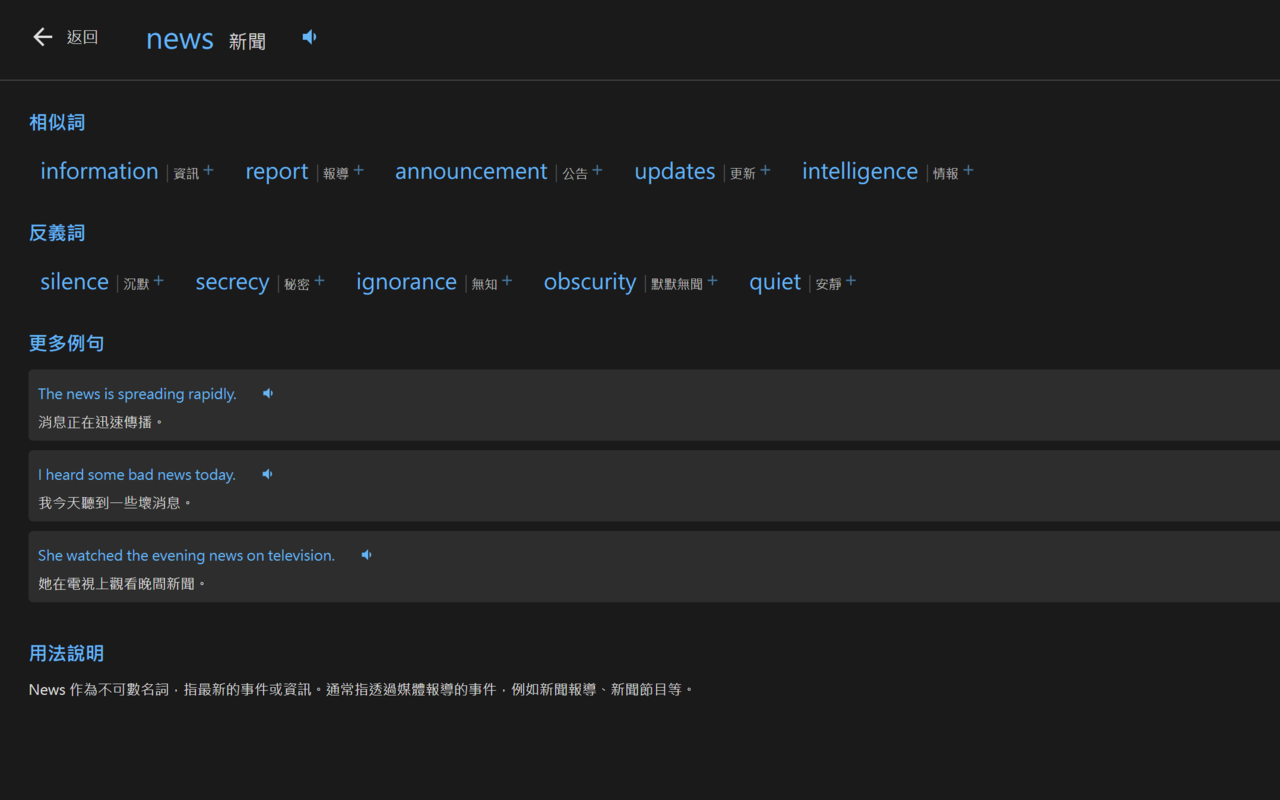 返回 news 新聞
相似詞
information | 資訊 + report | 報導 + announcement | 公告 + updates | 更新 + intelligence | 情報 +
反義詞
silence | 沉默 + secrecy | 秘密 + ignorance | 無知 + obscurity | 默默無聞 + quiet | 安靜 +
更多例句
The news is spreading rapidly.
消息正在迅速傳播。
I heard some bad news today.
我今天聽到一些壞消息。
She watched the evening news on television.
她在電視上觀看晚間新聞。
用法說明
News 作為不可數名詞，指最新的事件或資訊。通常指透過媒體報導的事件，例如新聞報導、新聞節目等。